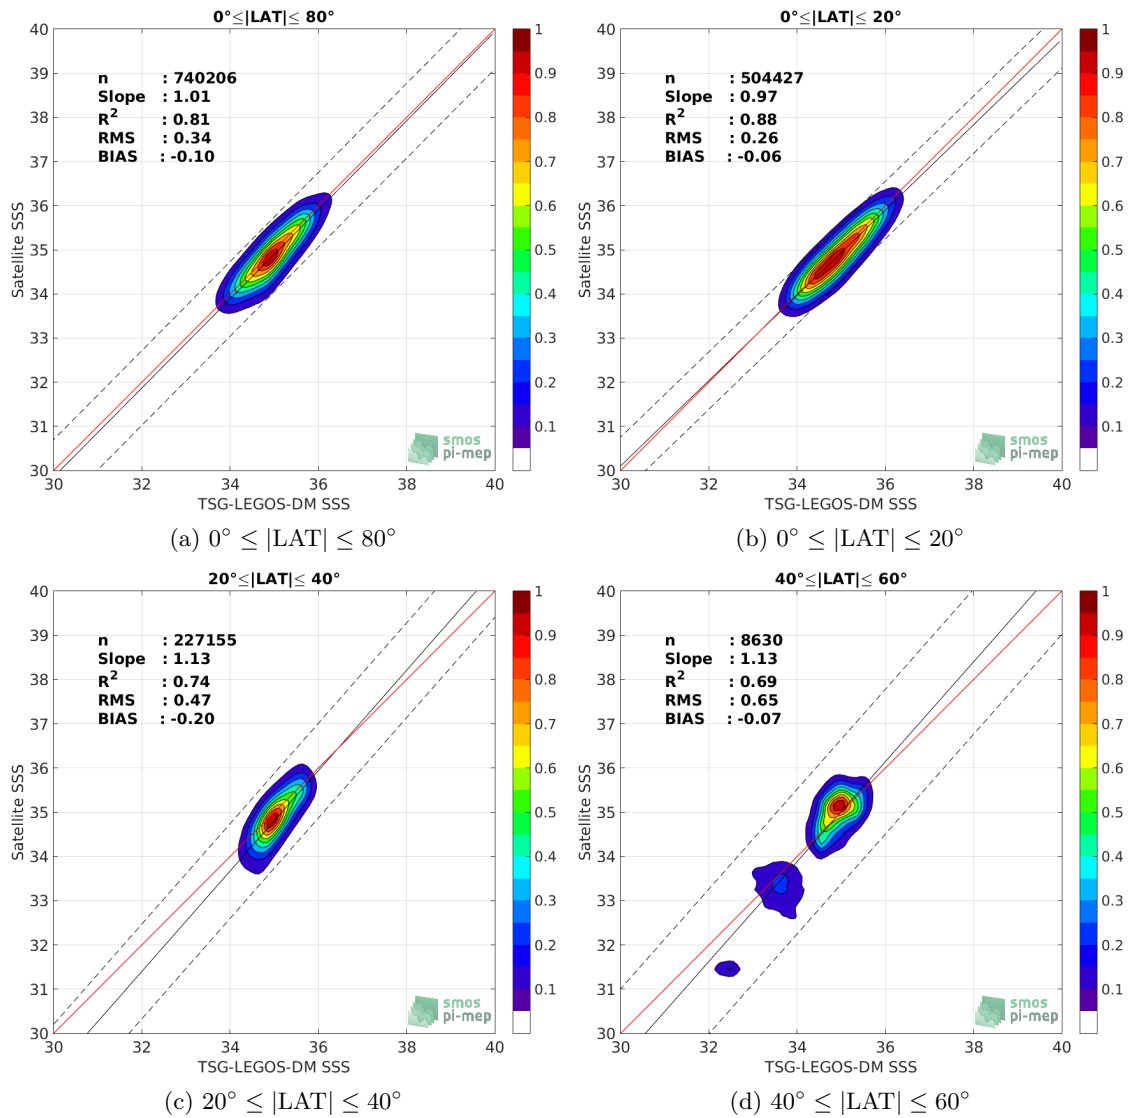 0°≤|LAT|≤ 80°
n : 740206
Slope : 1.01
R² : 0.81
RMS : 0.34
BIAS : -0.10
40
39
38
37
36
35
34
33
32
31
30
Satellite SSS
30 32 34 36 38 40
TSG-LEGOS-DM SSS
1
0.9
0.8
0.7
0.6
0.5
0.4
0.3
0.2
0.1
smos
pi-mep
(a) 0° ≤ |LAT| ≤ 80°
0°≤|LAT|≤ 20°
n : 504427
Slope : 0.97
R² : 0.88
RMS : 0.26
BIAS : -0.06
40
39
38
37
36
35
34
33
32
31
30
Satellite SSS
30 32 34 36 38 40
TSG-LEGOS-DM SSS
1
0.9
0.8
0.7
0.6
0.5
0.4
0.3
0.2
0.1
smos
pi-mep
(b) 0° ≤ |LAT| ≤ 20°
20°≤|LAT|≤ 40°
n : 227155
Slope : 1.13
R² : 0.74
RMS : 0.47
BIAS : -0.20
40
39
38
37
36
35
34
33
32
31
30
Satellite SSS
30 32 34 36 38 40
TSG-LEGOS-DM SSS
1
0.9
0.8
0.7
0.6
0.5
0.4
0.3
0.2
0.1
smos
pi-mep
(c) 20° ≤ |LAT| ≤ 40°
40°≤|LAT|≤ 60°
n : 8630
Slope : 1.13
R² : 0.69
RMS : 0.65
BIAS : -0.07
40
39
38
37
36
35
34
33
32
31
30
Satellite SSS
30 32 34 36 38 40
TSG-LEGOS-DM SSS
1
0.9
0.8
0.7
0.6
0.5
0.4
0.3
0.2
0.1
smos
pi-mep
(d) 40° ≤ |LAT| ≤ 60°